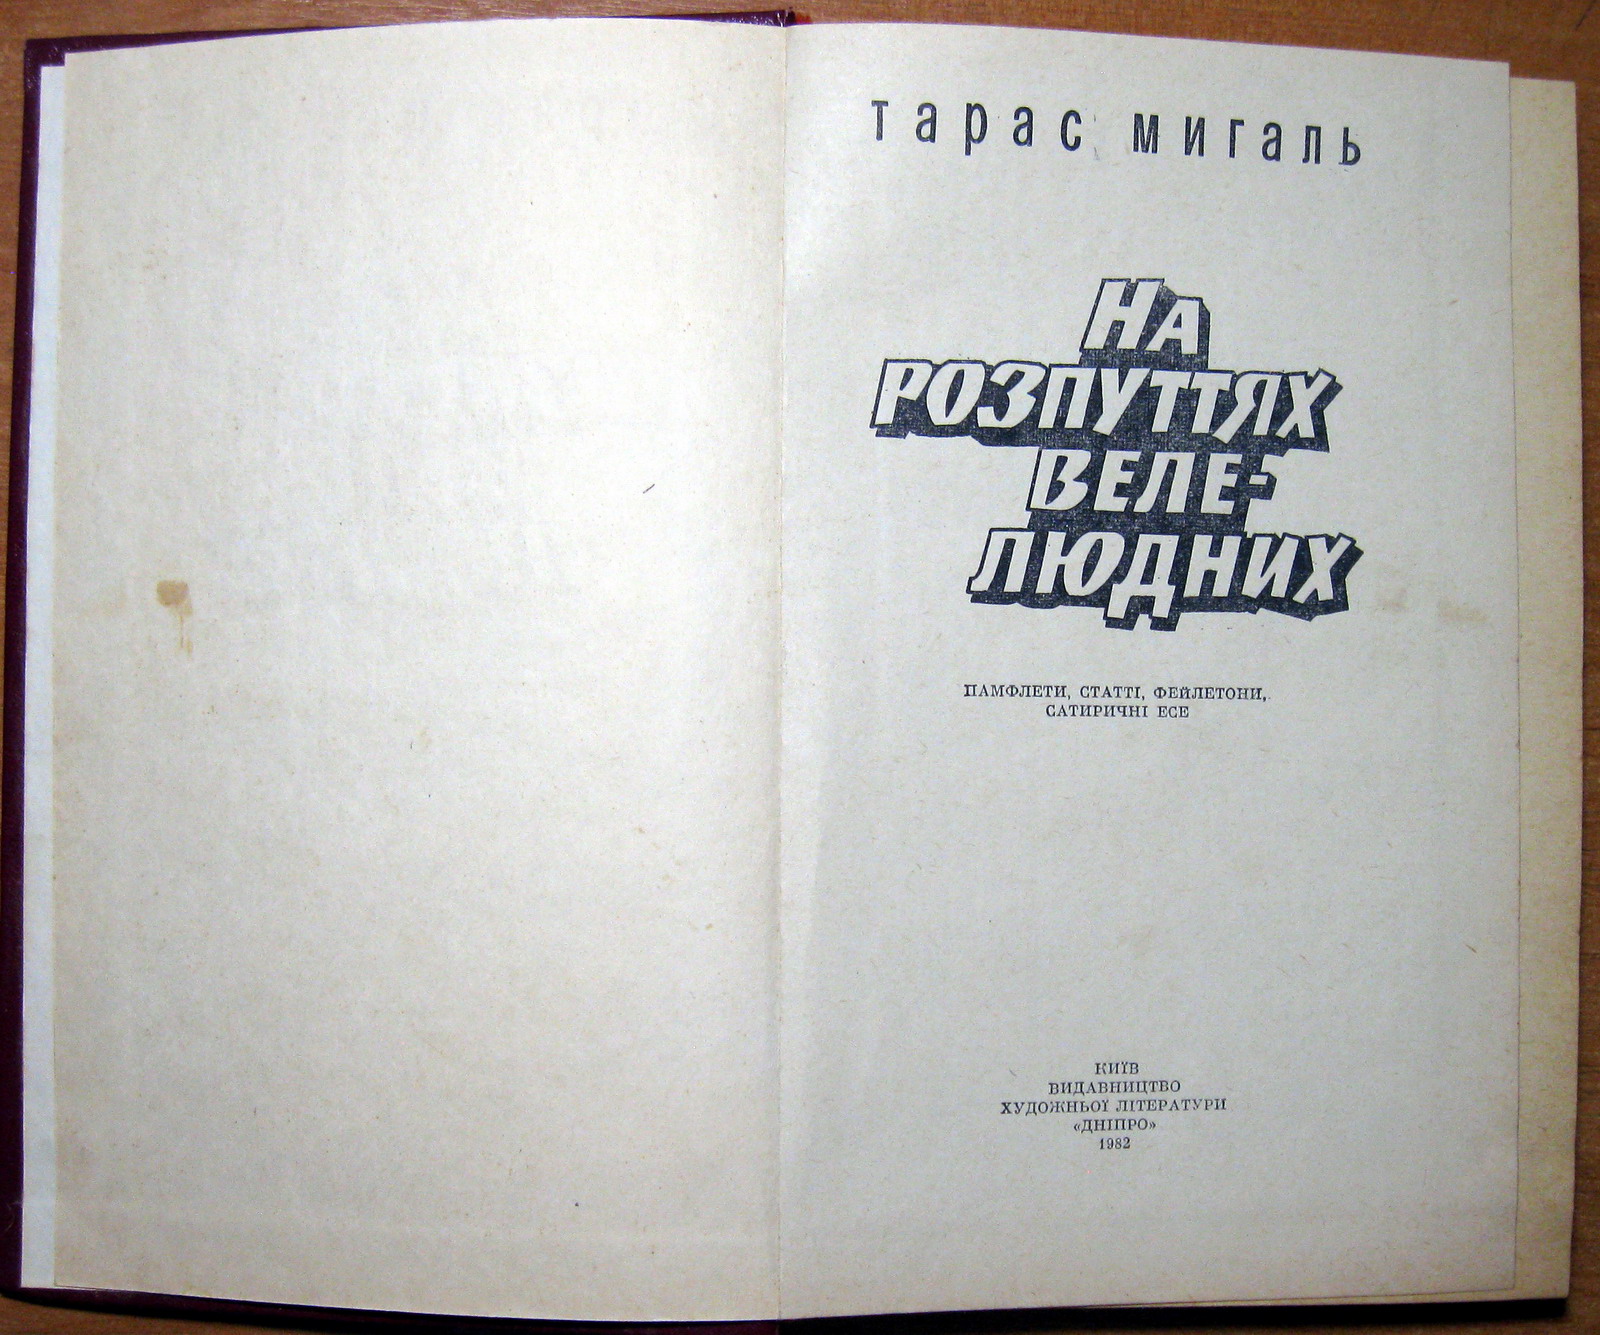 тарас мигаль
НА
РОЗПУТТЯХ
ВЕЛЕ-
ЛЮДНИХ
ПАМФЛЕТИ, СТАТТІ, ФЕЙЛЕТОНИ,
САТИРИЧНІ ЕСЕ
КИЇВ
ВИДАВНИЦТВО
ХУДОЖНЬОЇ ЛІТЕРАТУРИ
«ДНІПРО»
1982